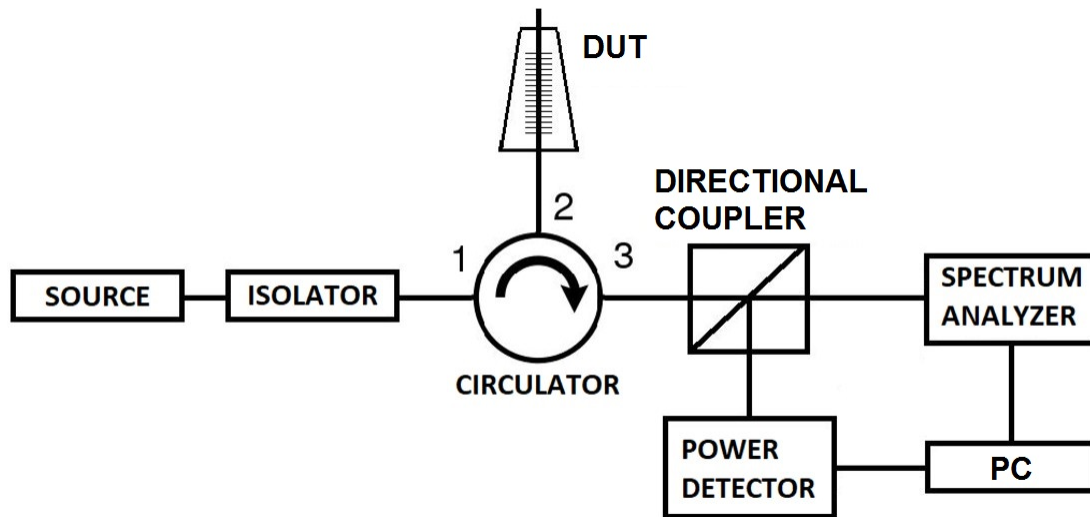 DUT
DIRECTIONAL
COUPLER
2
1
3
SOURCE
ISOLATOR
SPECTRUM
ANALYZER
CIRCULATOR
POWER
DETECTOR
PC